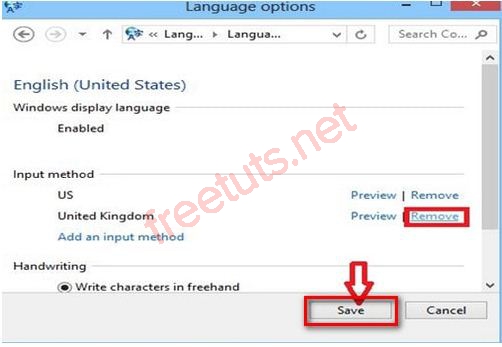 Language options
« Lang... ▸ Langua...
Search Co...
English (United States)
Windows display language
Enabled
Input method
US Preview | Remove
United Kingdom Preview | Remove
Add an input method
Handwriting
Write characters in freehand
Save Cancel
freetuts.net